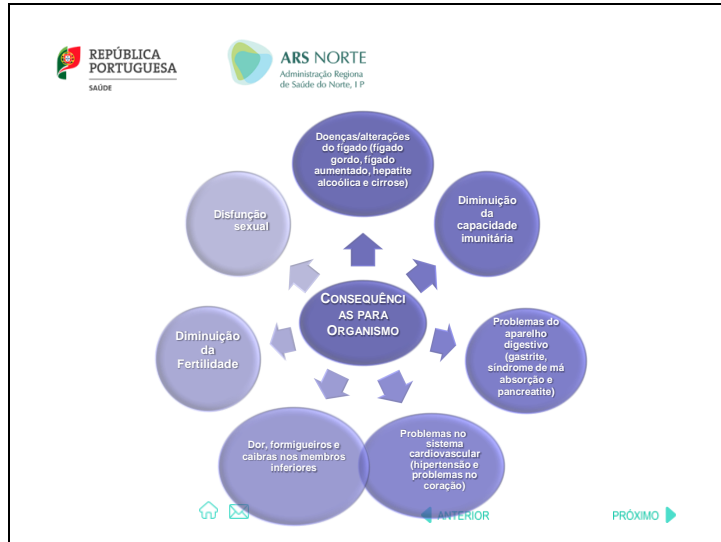 REPÚBLICA
PORTUGUESA
SAÚDE
ARS NORTE
Administração Regiona
de Saúde do Norte, I P
Doenças/alterações
do fígado (fígado
gordo, fígado
aumentado, hepatite
alcoólica e cirrose)
Diminuição
da
capacidade
imunitária
Problemas do
aparelho
digestivo
(gastrite,
síndrome de má
absorção e
pancreatite)
Problemas no
sistema
cardiovascular
(hipertensão e
problemas no
coração)
Dor, formigueiros e
caibras nos membros
inferiores
Diminuição
da
Fertilidade
Disfunção
sexual
CONSEQUÊNCI
AS PARA
ORGANISMO
ANTERIOR
PRÓXIMO